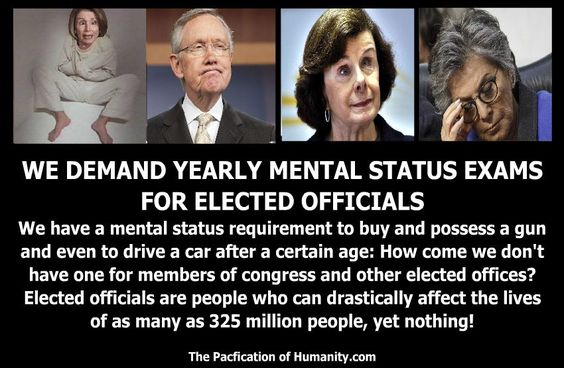 WE DEMAND YEARLY MENTAL STATUS EXAMS
FOR ELECTED OFFICIALS
We have a mental status requirement to buy and possess a gun
and even to drive a car after a certain age: How come we don't
have one for members of congress and other elected offices?
Elected officials are people who can drastically affect the lives
of as many as 325 million people, yet nothing!
The Pacfication of Humanity.com